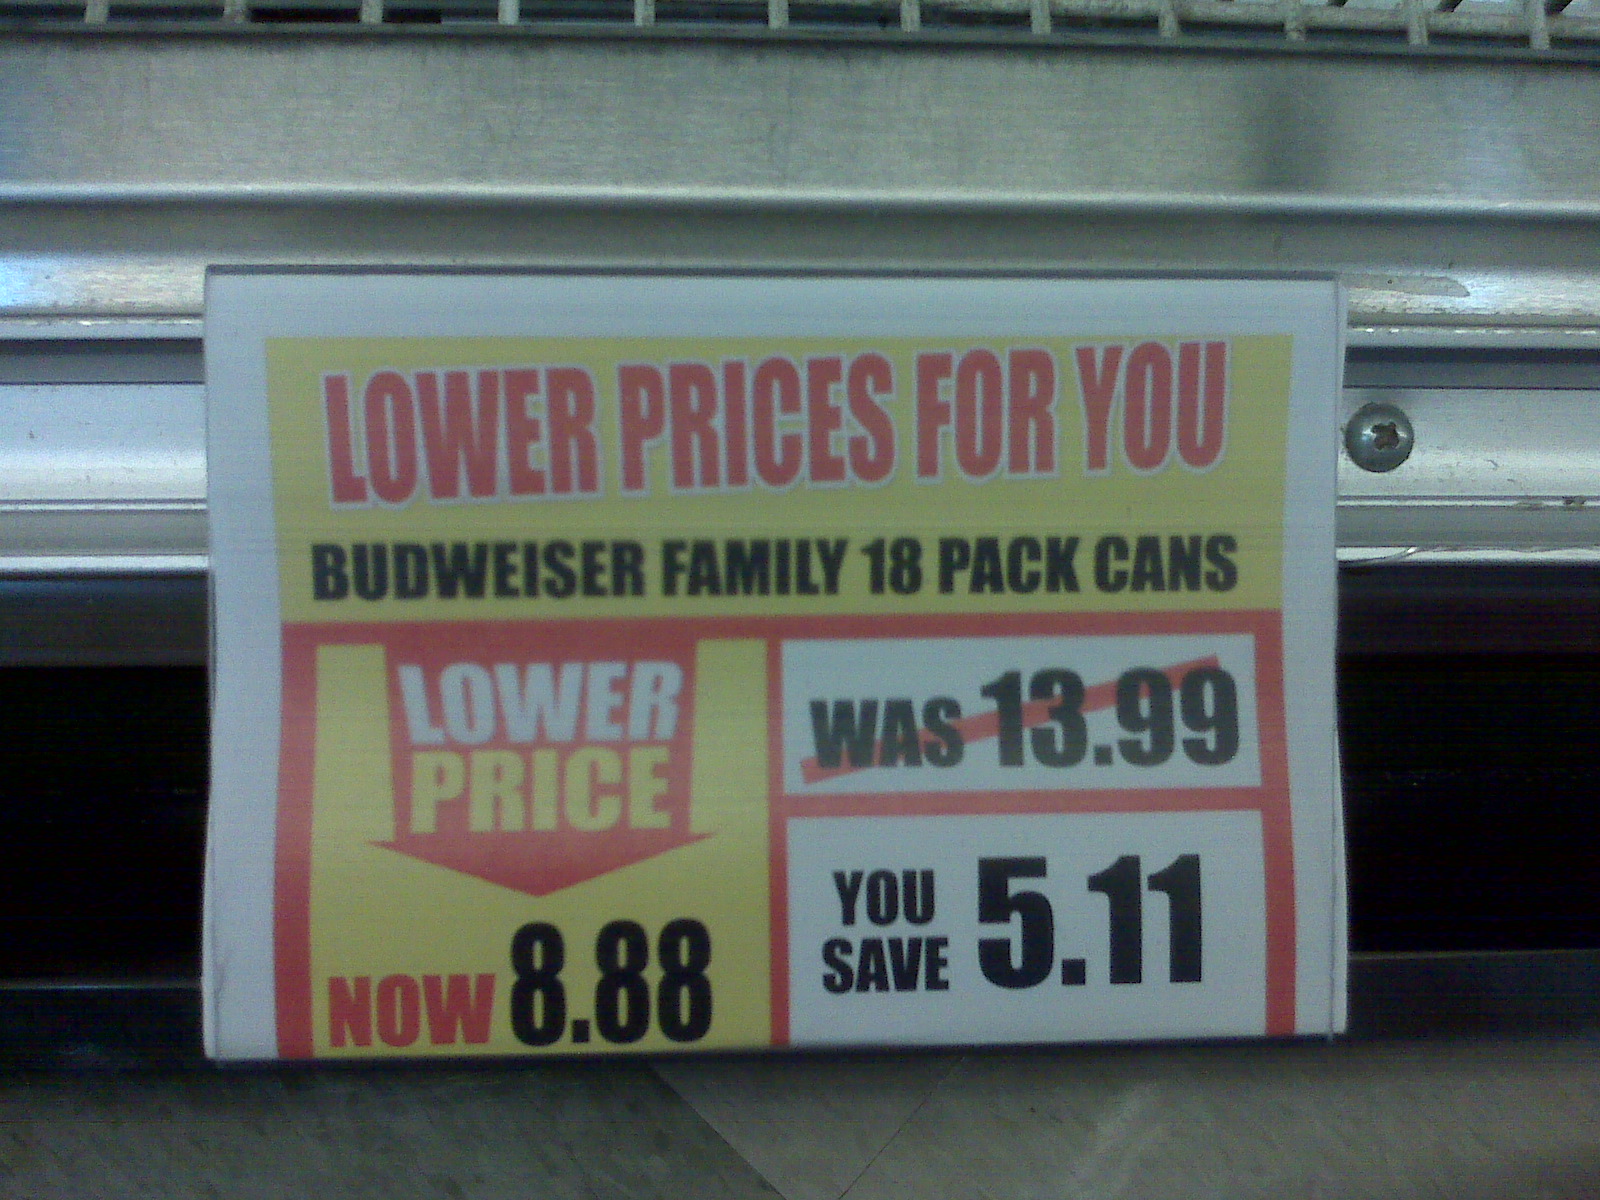 LOWER PRICES FOR YOU
BUDWEISER FAMILY 18 PACK CANS
LOWER
PRICE
NOW 8.88
WAS 13.99
YOU
SAVE 5.11